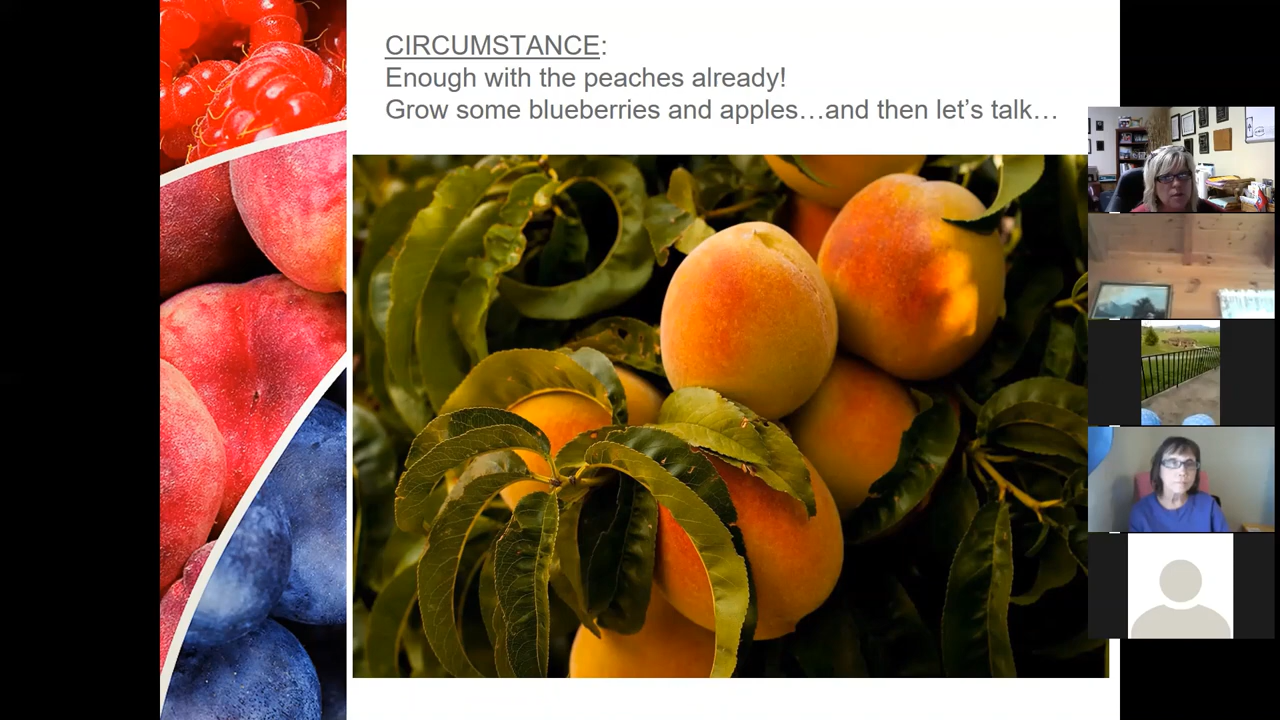 CIRCUMSTANCE:
Enough with the peaches already!
Grow some blueberries and apples…and then let’s talk…